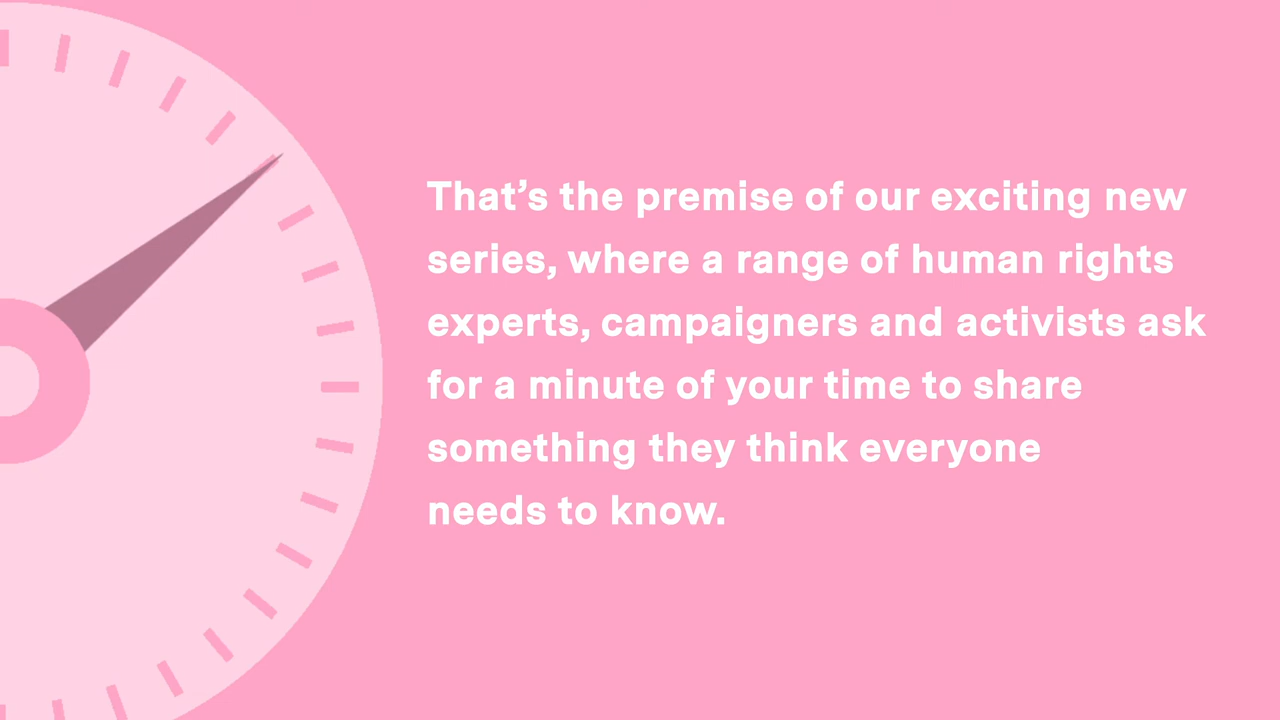 That’s the premise of our exciting new
series, where a range of human rights
experts, campaigners and activists ask
for a minute of your time to share
something they think everyone
needs to know.